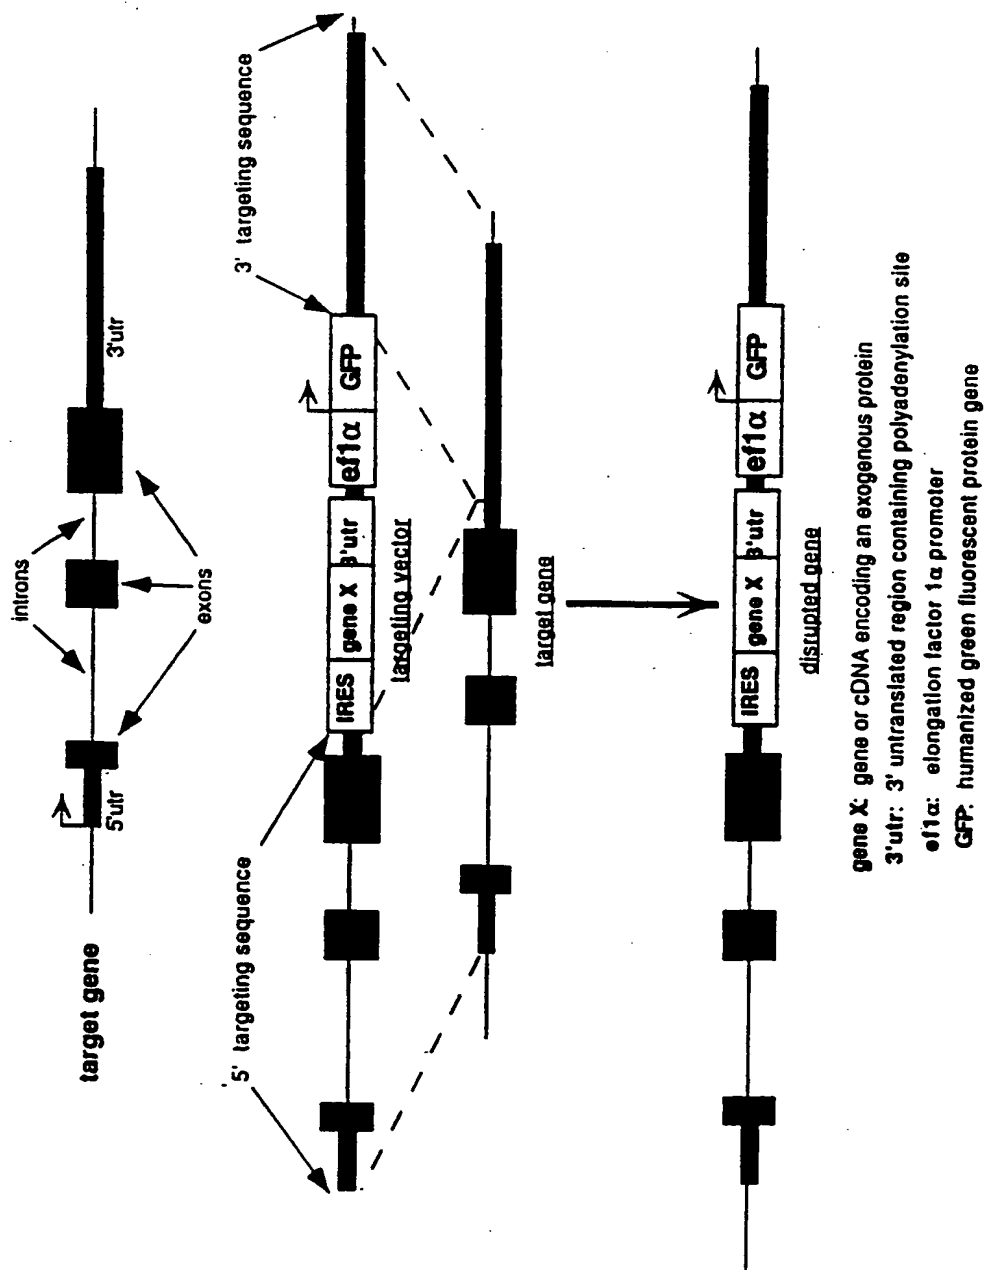 target gene
introns
5'utr
exons
3'utr
5' targeting sequence
3' targeting sequence
IRES
gene X
3'utr
ef1α
GFP
targeting vector
target gene
IRES
gene X
3'utr
ef1α
GFP
disrupted gene
gene X: gene or cDNA encoding an exogenous protein
3'utr: 3' untranslated region containing polyadenylation site
ef1α: elongation factor 1α promoter
GFP: humanized green fluorescent protein gene